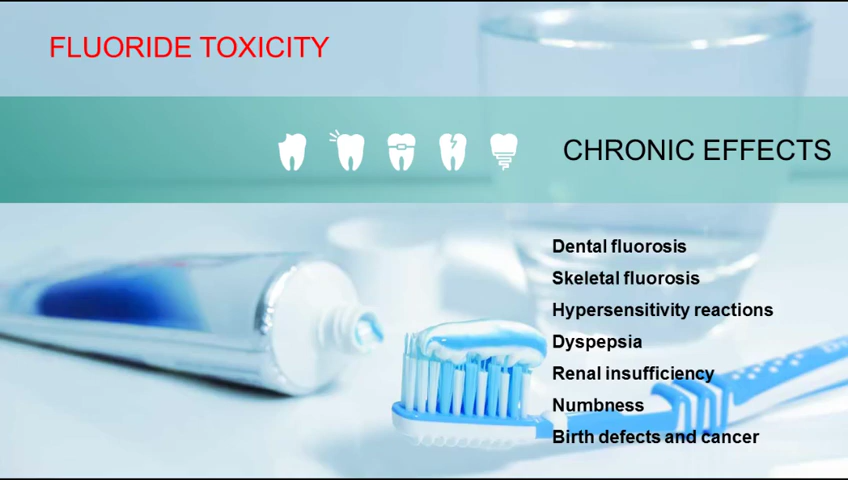 FLUORIDE TOXICITY
CHRONIC EFFECTS
Dental fluorosis
Skeletal fluorosis
Hypersensitivity reactions
Dyspepsia
Renal insufficiency
Numbness
Birth defects and cancer